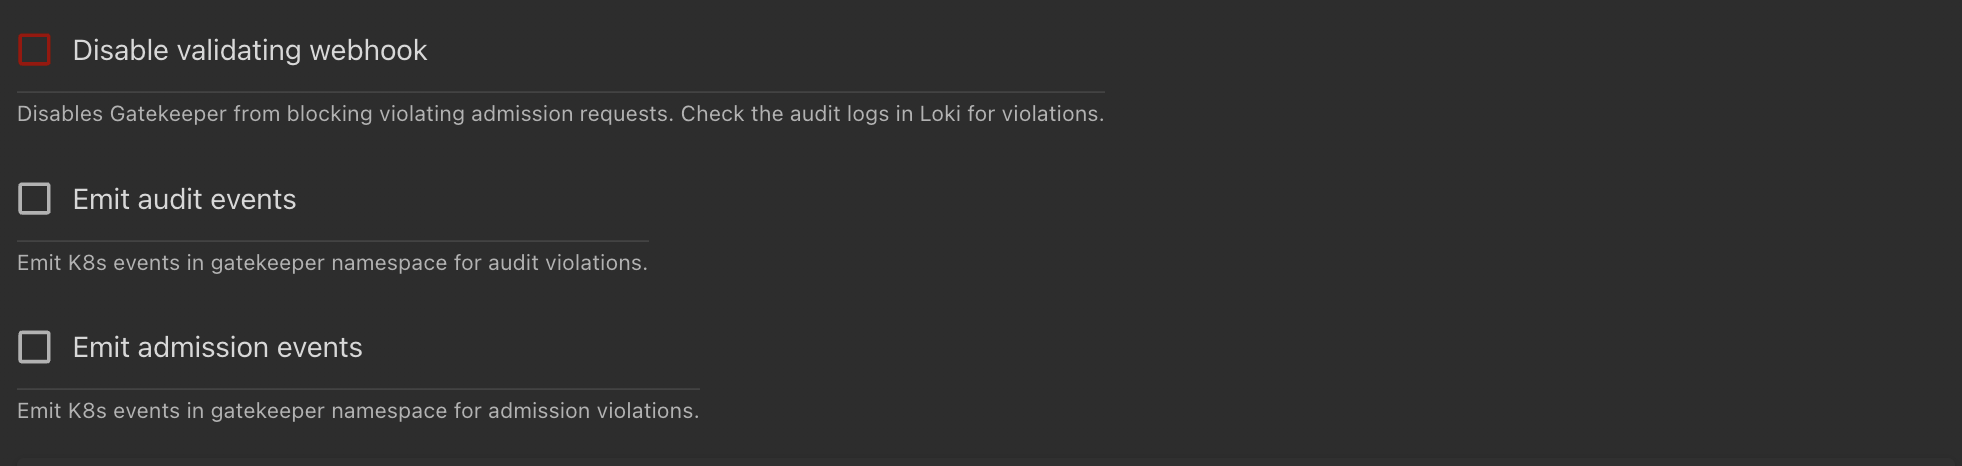 Disable validating webhook
Disables Gatekeeper from blocking violating admission requests. Check the audit logs in Loki for violations.
Emit audit events
Emit K8s events in gatekeeper namespace for audit violations.
Emit admission events
Emit K8s events in gatekeeper namespace for admission violations.